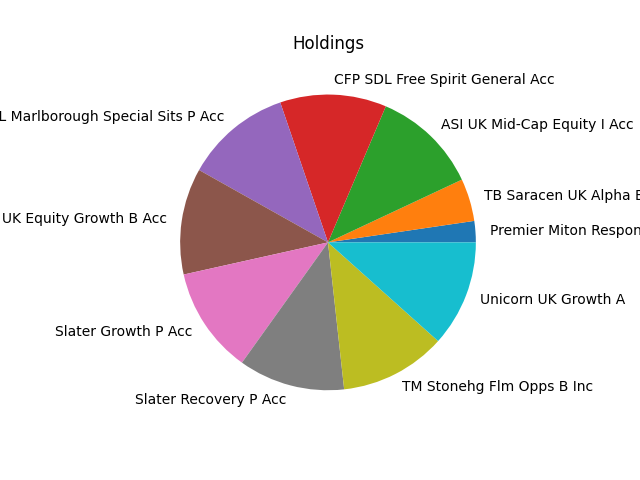 Holdings
CFP SDL Free Spirit General Acc
Marlborough Special Sits P Acc
ASI UK Mid-Cap Equity I Acc
TB Saracen UK Alpha
UK Equity Growth B Acc
Premier Miton
Unicorn UK Growth A
Slater Growth P Acc
TM Stonehg Flm Opps B Inc
Slater Recovery P Acc